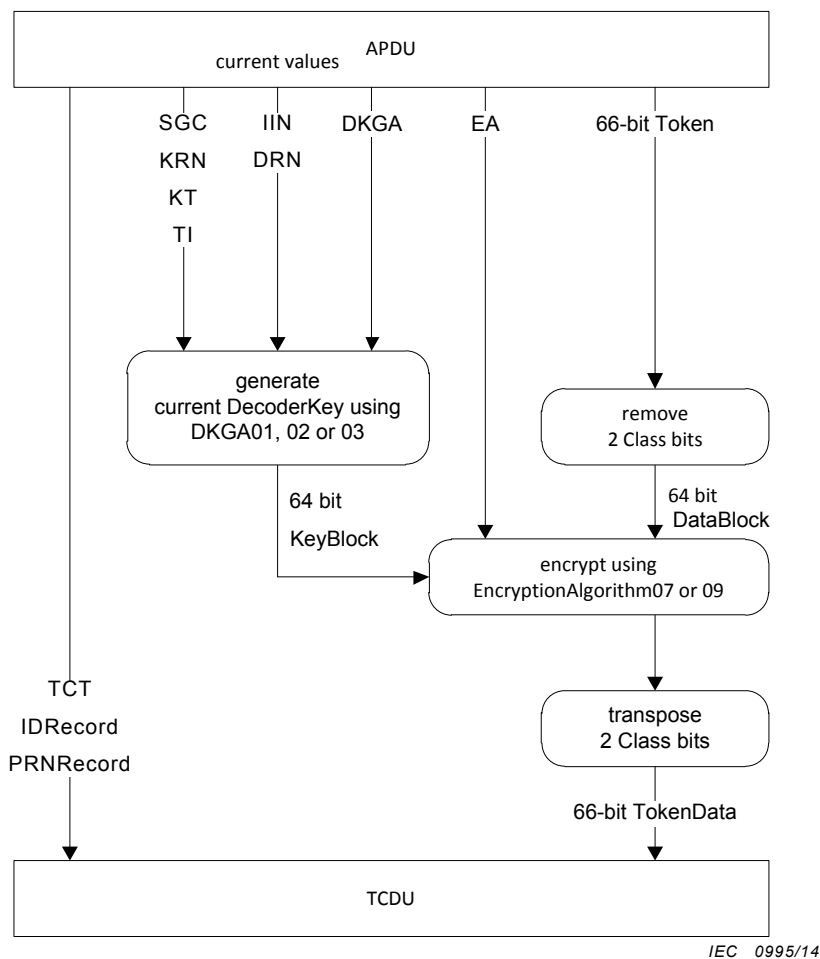 APDU
current values
SGC
KRN
KT
TI
IIN
DRN
DKGA
EA
66-bit Token
generate
current DecoderKey using
DKGA01, 02 or 03
remove
2 Class bits
64 bit
KeyBlock
64 bit
DataBlock
encrypt using
EncryptionAlgorithm07 or 09
TCT
IDRecord
PRNRecord
transpose
2 Class bits
66-bit TokenData
TCDU
IEC 0995/14